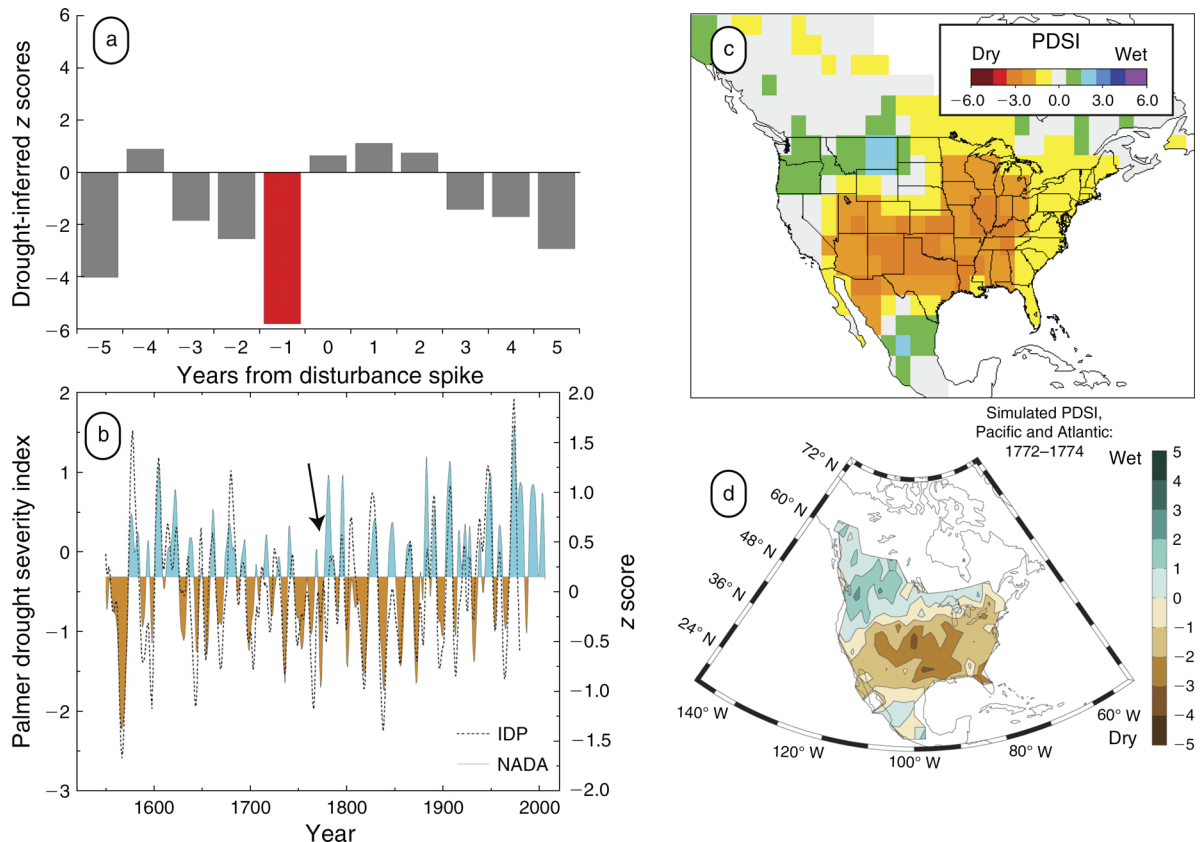 a
6
4
2
0
−2
−4
−6
Drought-inferred z scores
−5 −4 −3 −2 −1 0 1 2 3 4 5
Years from disturbance spike
b
2
1
0
−1
−2
−3
Palmer drought severity index
2.0
1.5
1.0
0.5
0
−0.5
−1.0
−1.5
−2.0
z score
IDP
NADA
1600 1700 1800 1900 2000
Year
c
PDSI
Dry Wet
−6.0 −3.0 0.0 3.0 6.0
Simulated PDSI,
Pacific and Atlantic:
1772–1774
d
72° N
60° N
48° N
36° N
24° N
140° W
120° W
100° W
80° W
60° W
Wet
5
4
3
2
1
0
−1
−2
−3
−4
−5
Dry